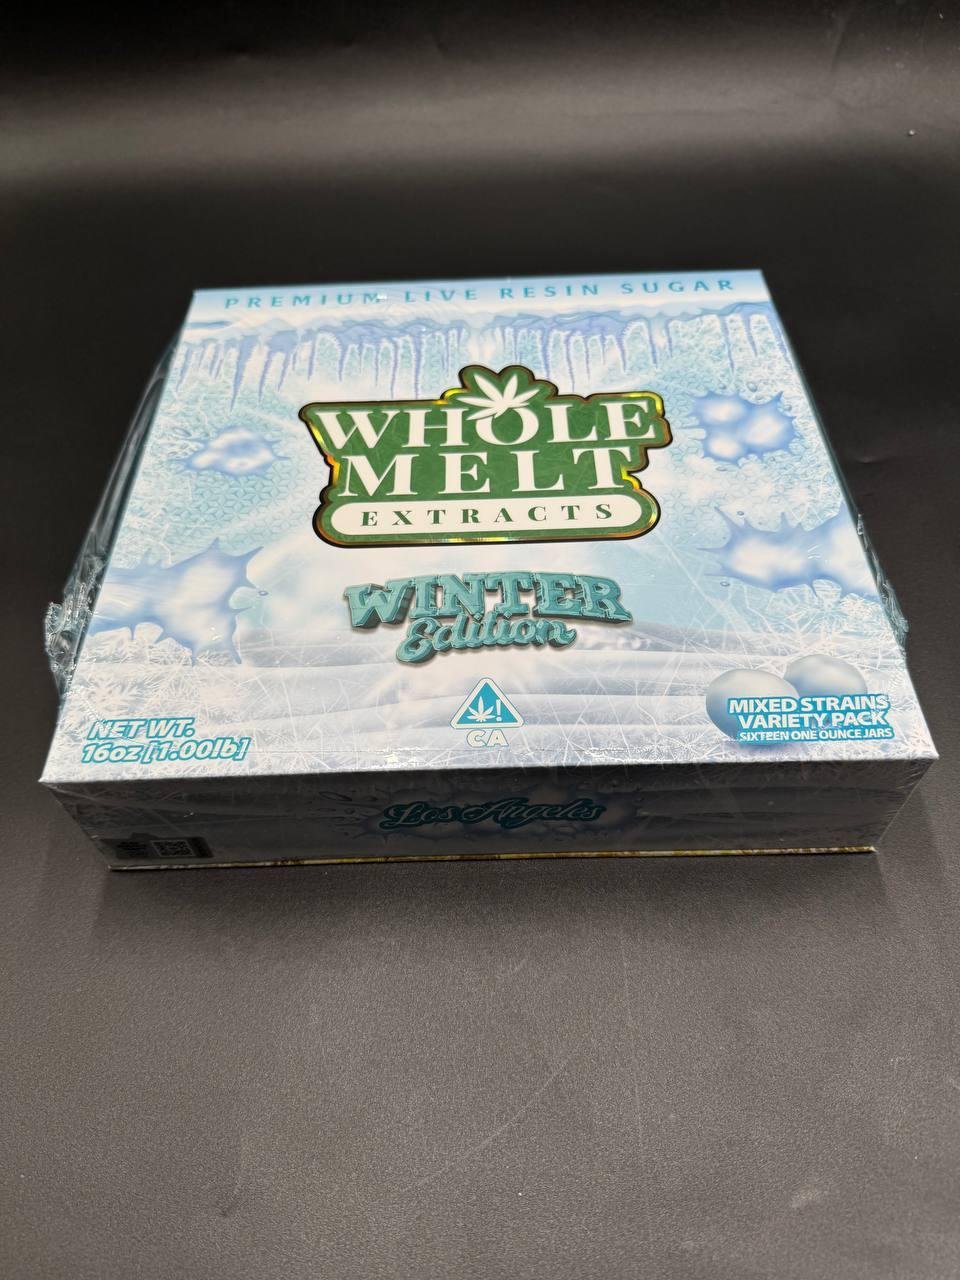 PREMIUM LIVE RESIN SUGAR
WHOLE
MELT
EXTRACTS
WINTER
Edition
NET WT.
16oz [1.00lb]
!
CA
MIXED STRAINS
VARIETY PACK
SIXTEEN ONE OUNCE JARS
Los Angeles